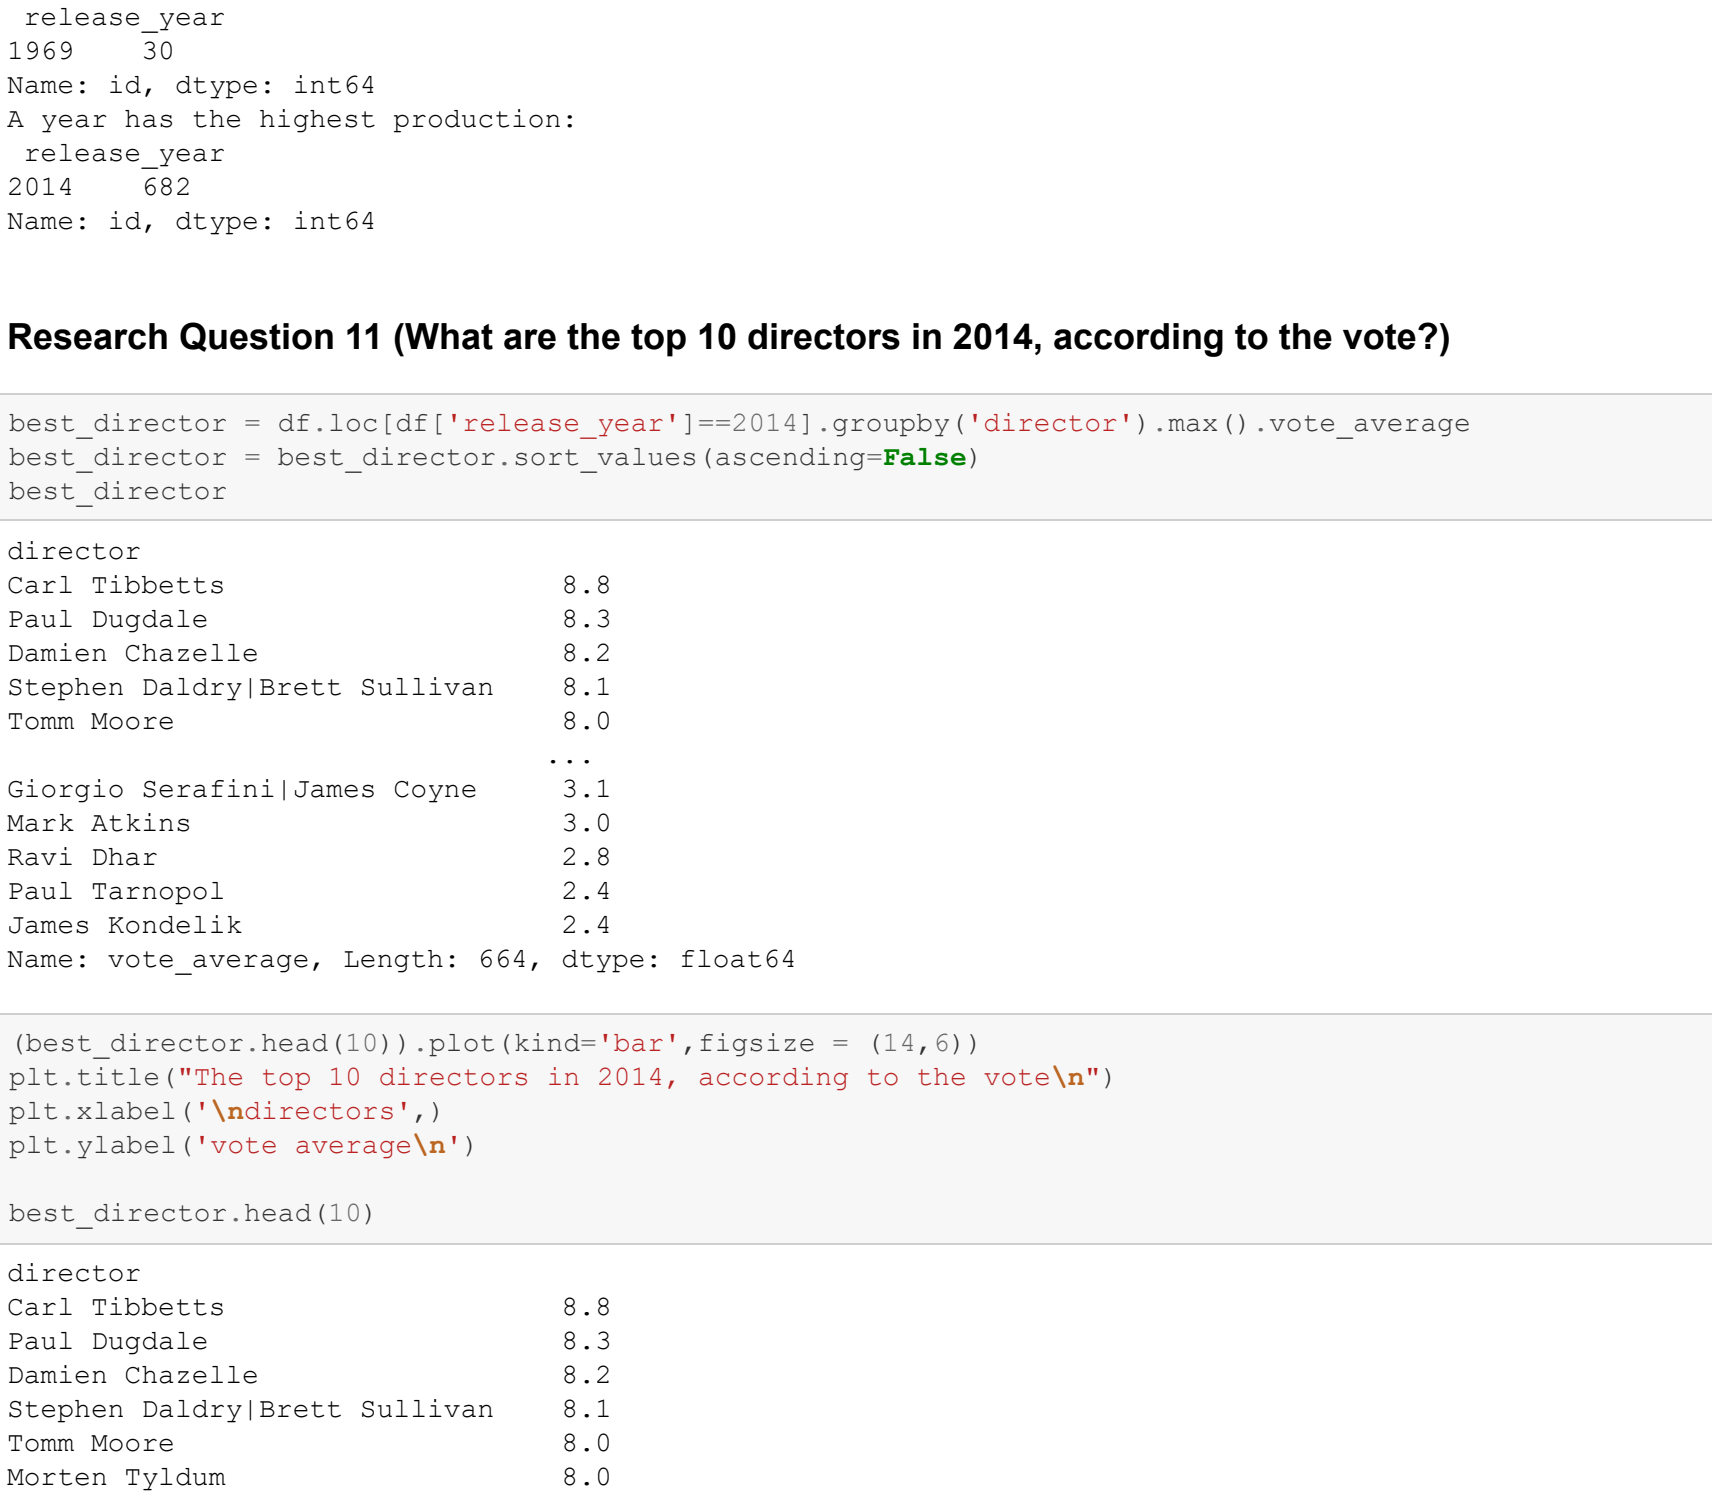 release_year
1969    30
Name: id, dtype: int64
A year has the highest production:
 release_year
2014    682
Name: id, dtype: int64
Research Question 11 (What are the top 10 directors in 2014, according to the vote?)
best_director = df.loc[df['release_year']==2014].groupby('director').max().vote_average
best_director = best_director.sort_values(ascending=False)
best_director
director
Carl Tibbetts                    8.8
Paul Dugdale                     8.3
Damien Chazelle                  8.2
Stephen Daldry|Brett Sullivan    8.1
Tomm Moore                       8.0
                                ...
Giorgio Serafini|James Coyne     3.1
Mark Atkins                      3.0
Ravi Dhar                        2.8
Paul Tarnopol                    2.4
James Kondelik                   2.4
Name: vote_average, Length: 664, dtype: float64
(best_director.head(10)).plot(kind='bar',figsize = (14,6))
plt.title("The top 10 directors in 2014, according to the vote\n")
plt.xlabel('\ndirectors',)
plt.ylabel('vote average\n')
best_director.head(10)
director
Carl Tibbetts                    8.8
Paul Dugdale                     8.3
Damien Chazelle                  8.2
Stephen Daldry|Brett Sullivan    8.1
Tomm Moore                       8.0
Morten Tyldum                    8.0